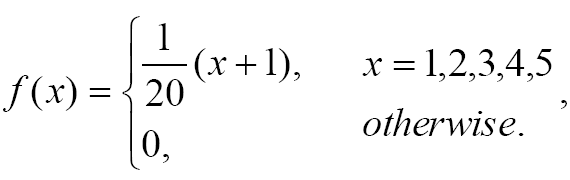 f(x) = { 1/20 (x + 1), x = 1,2,3,4,5
0, otherwise. ,